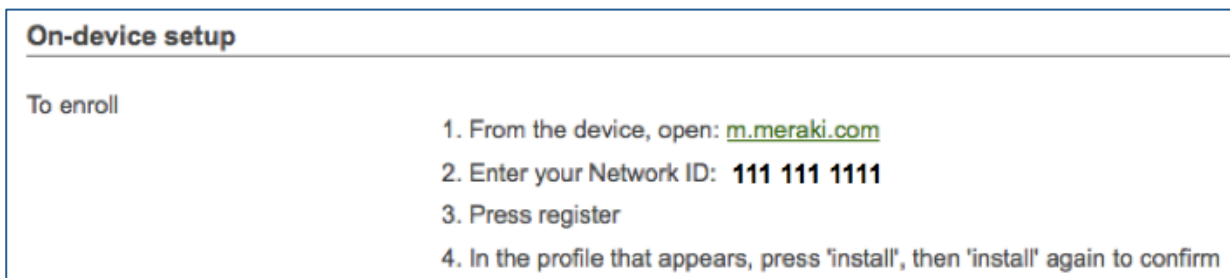 On-device setup
To enroll
1. From the device, open: m.meraki.com
2. Enter your Network ID: 111 111 1111
3. Press register
4. In the profile that appears, press 'install', then 'install' again to confirm